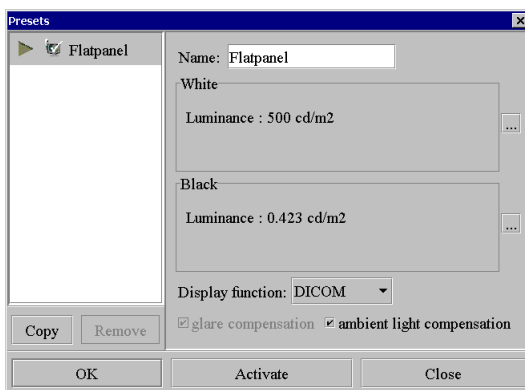 Presets
Flatpanel
Name: Flatpanel
White
Luminance : 500 cd/m2
...
Black
Luminance : 0.423 cd/m2
...
Display function: DICOM
glare compensation ambient light compensation
Copy Remove
OK Activate Close